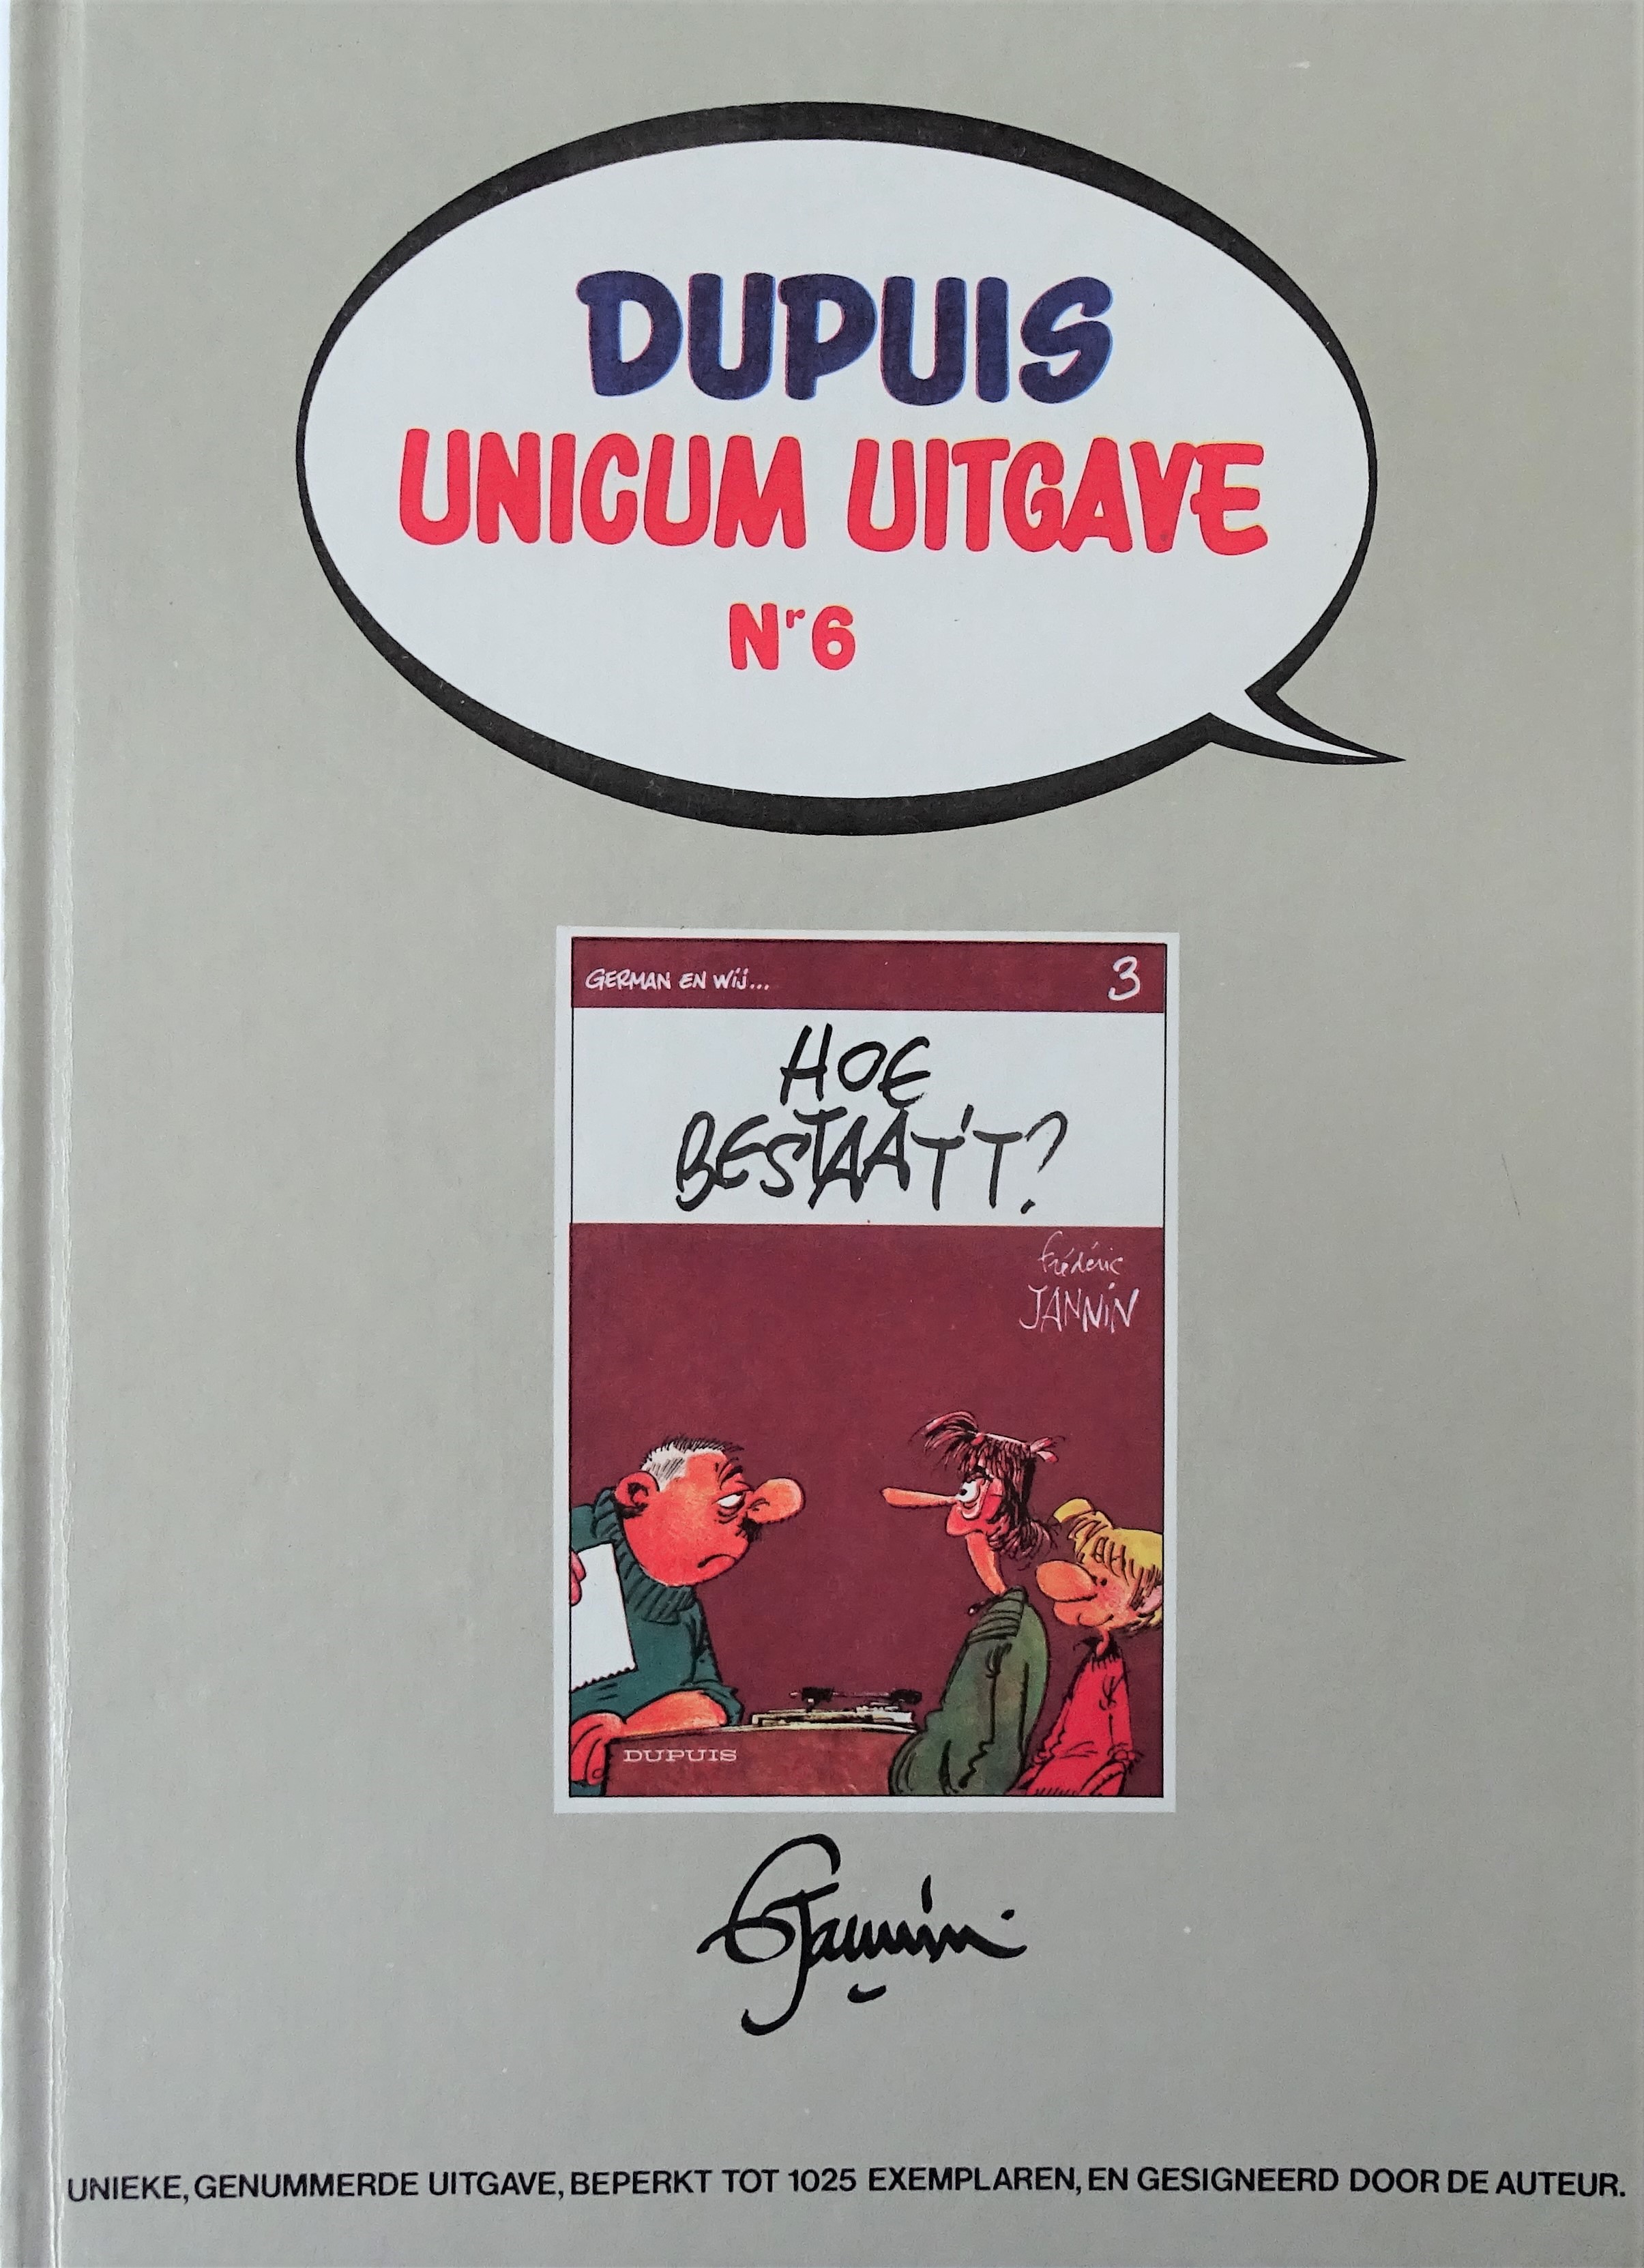 DUPUIS
UNICUM UITGAVE
Nr 6
GERMAN EN WIJ... 3
HOE
BESTAAT'T?
Frédéric
JANNIN
DUPUIS
Jannin
UNIEKE, GENUMMERDE UITGAVE, BEPERKT TOT 1025 EXEMPLAREN, EN GESIGNEERD DOOR DE AUTEUR.